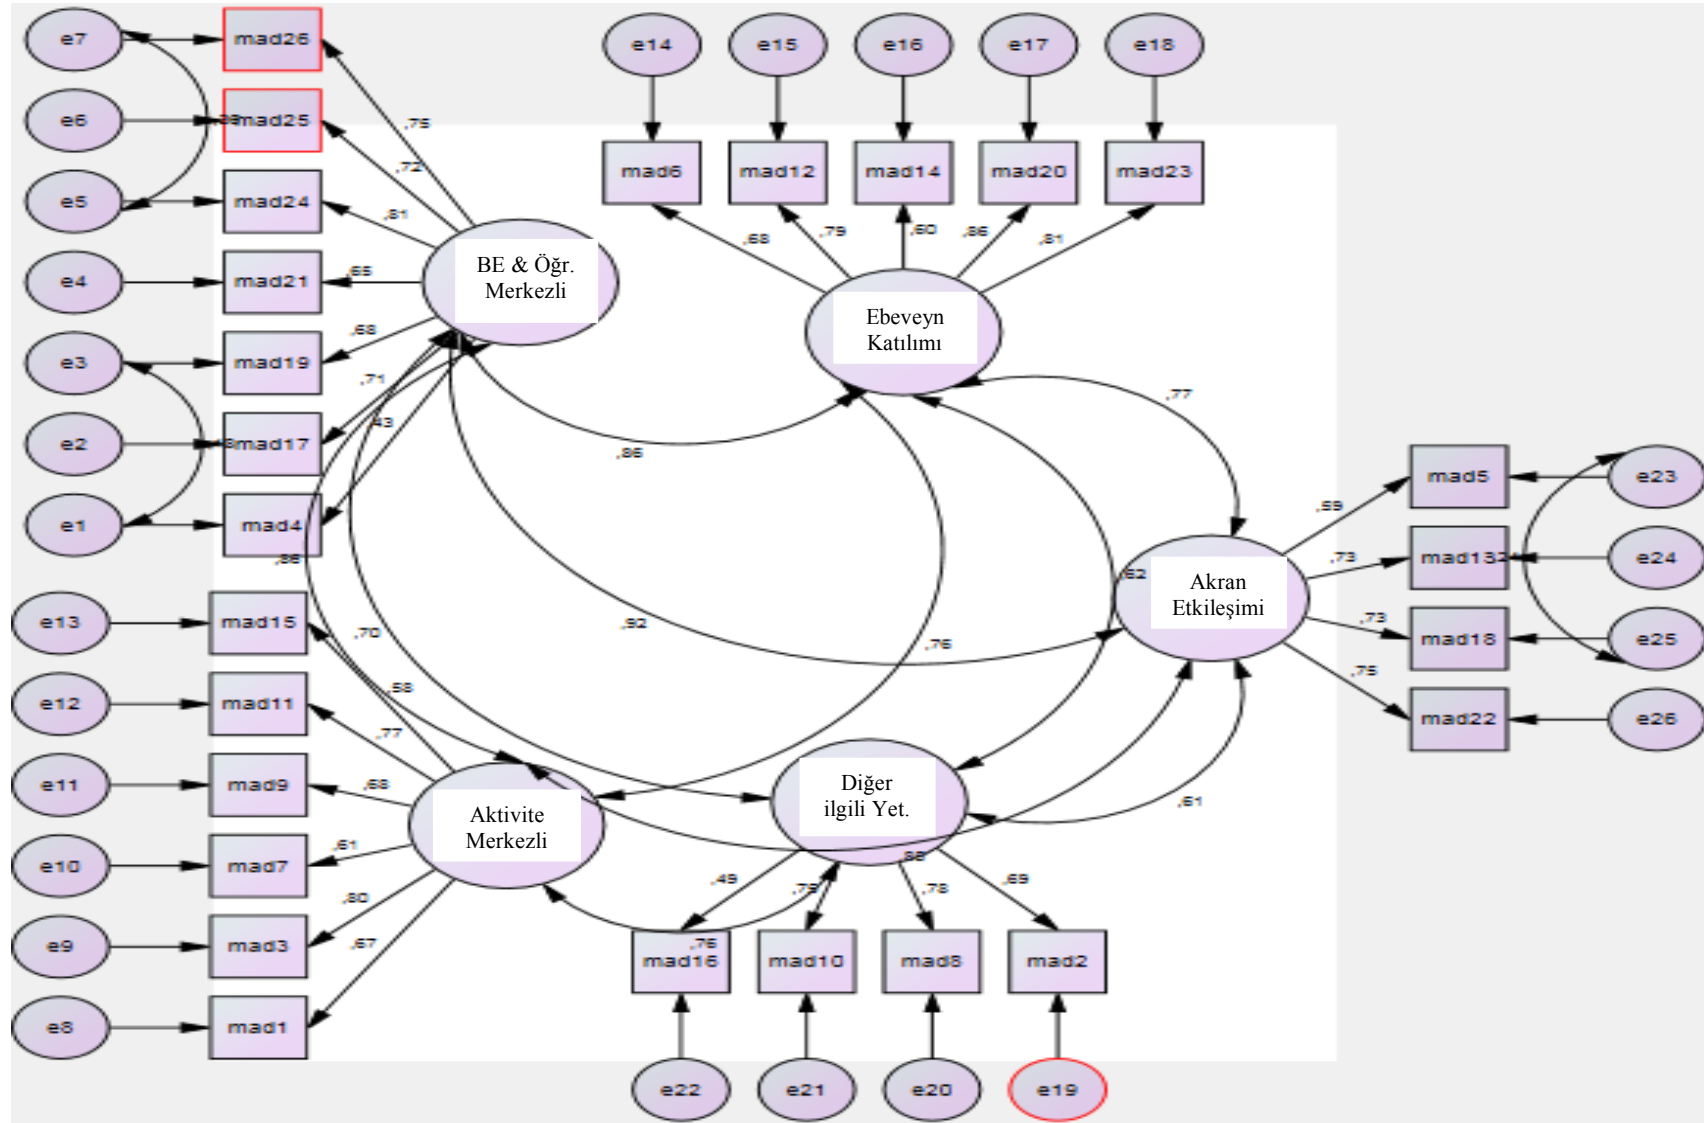 e7
mad26
e14
e15
e16
e17
e18
e6
mad25
,75
,72
e5
mad24
,81
mad6
mad12
mad14
mad20
mad23
,68
,79
,60
,86
,81
e4
mad21
,65
BE & Öğr.
Merkezli
e3
mad19
,68
Ebeveyn
Katılımı
,71
,77
e2
mad17
,43
,86
e1
mad4
,86
mad5
e23
,59
mad13
e24
,73
,62
Akran
Etkileşimi
e13
mad15
,70
,92
,76
,73
mad18
e25
,75
e12
mad11
,58
,77
mad22
e26
e11
mad9
,68
Diğer
ilgili Yet.
,61
Aktivite
Merkezli
e10
mad7
,61
,88
,80
,49
,79
,78
,69
e9
mad3
,67
,76
mad16
mad10
mad8
mad2
e8
mad1
e22
e21
e20
e19